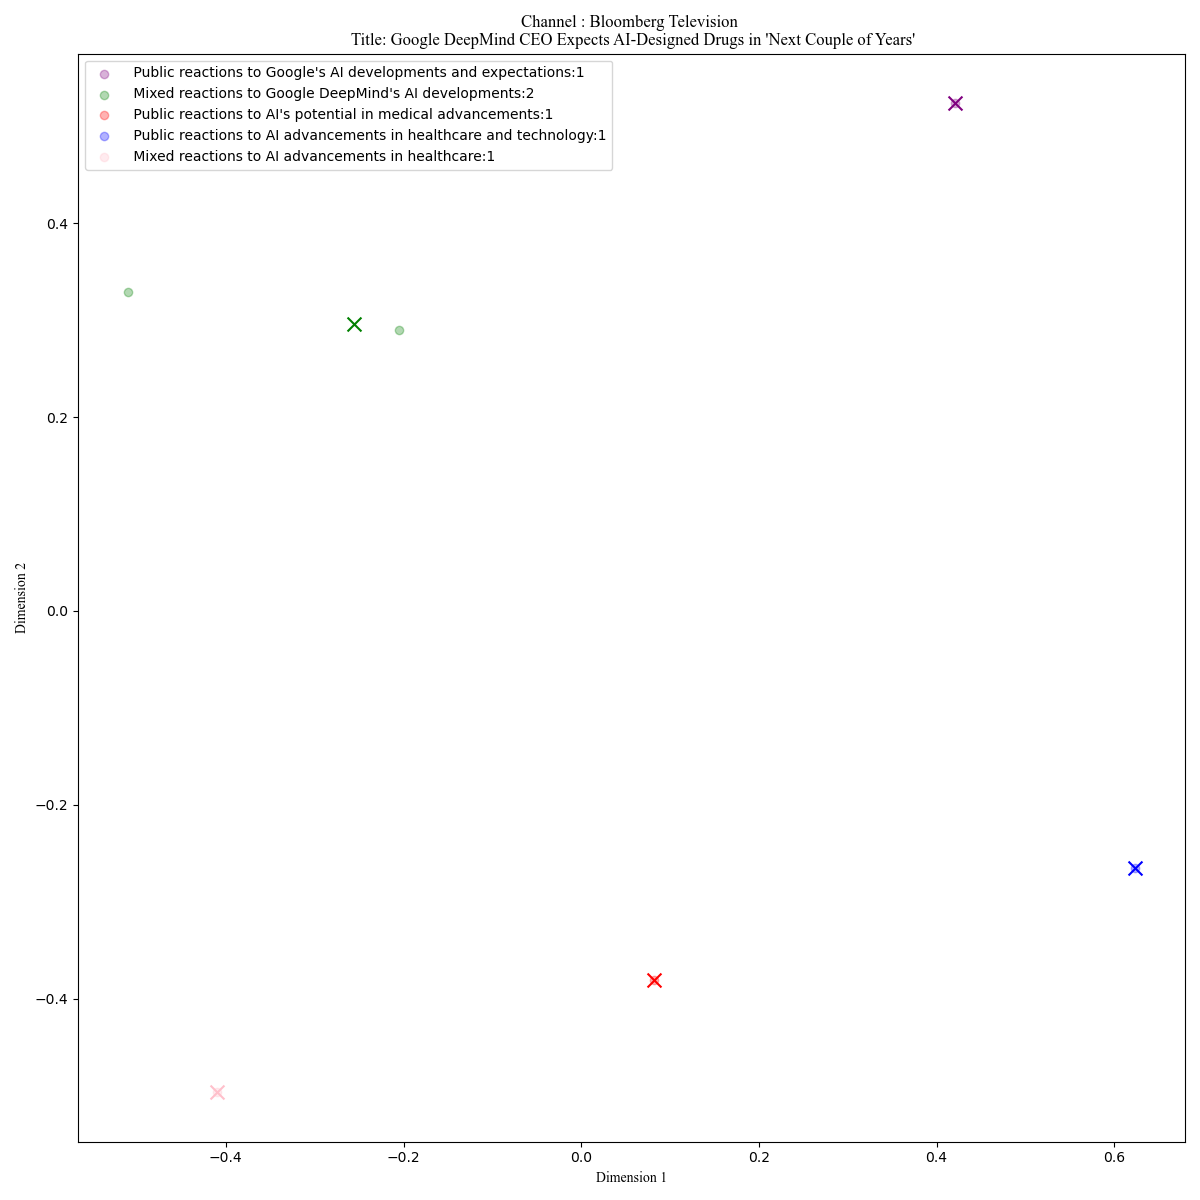 Channel : Bloomberg Television
Title: Google DeepMind CEO Expects AI-Designed Drugs in 'Next Couple of Years'
Public reactions to Google's AI developments and expectations:1
Mixed reactions to Google DeepMind's AI developments:2
Public reactions to AI's potential in medical advancements:1
Public reactions to AI advancements in healthcare and technology:1
Mixed reactions to AI advancements in healthcare:1
0.4
0.2
0.0
−0.2
−0.4
Dimension 2
−0.4
−0.2
0.0
0.2
0.4
0.6
Dimension 1